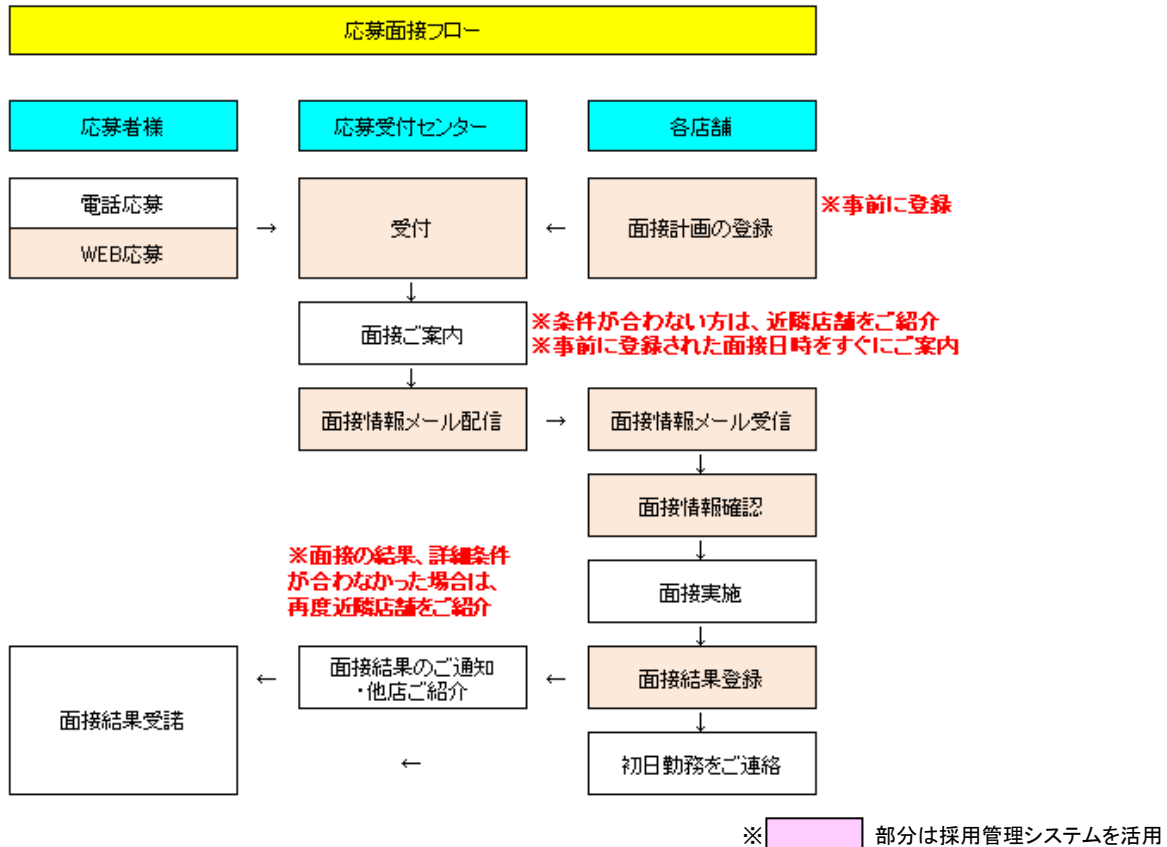 応募面接フロー
応募者様
応募受付センター
各店舗
電話応募
WEB応募
→
受付
←
面接計画の登録
※事前に登録
↓
面接ご案内
※条件が合わない方は、近隣店舗をご紹介
※事前に登録された面接日時をすぐにご案内
↓
面接情報メール配信
→
面接情報メール受信
↓
面接情報確認
↓
面接実施
※面接の結果、詳細条件
が合わなかった場合は、
再度近隣店舗をご紹介
↓
面接結果受諾
←
面接結果のご通知
・他店ご紹介
←
面接結果登録
↓
←
初日勤務をご連絡
※
部分は採用管理システムを活用